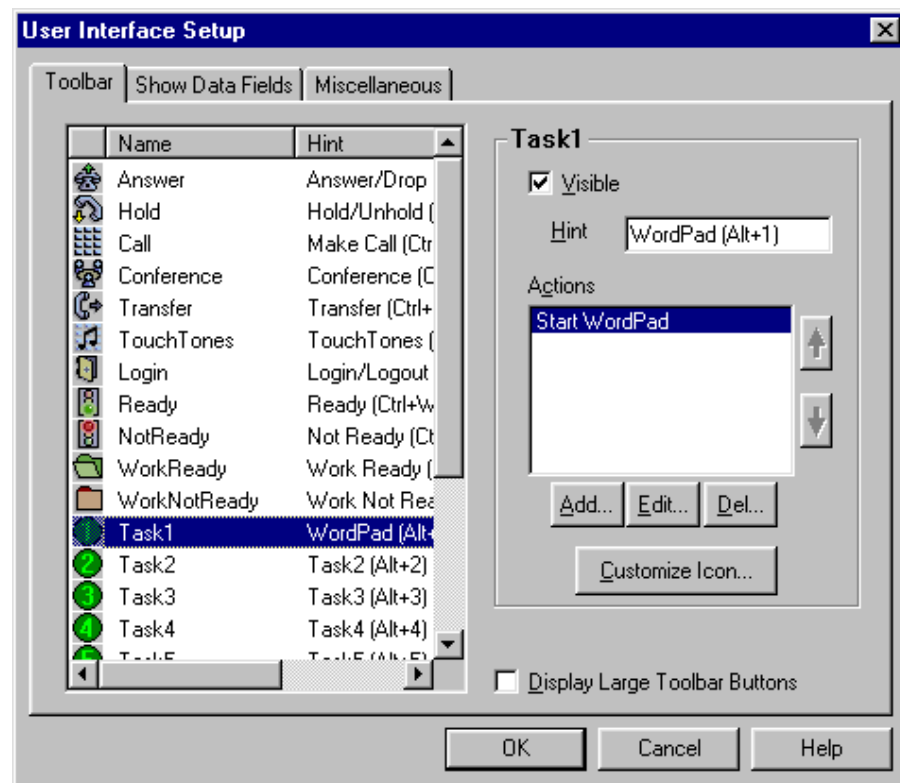 User Interface Setup
Toolbar Show Data Fields Miscellaneous
Name Hint
Answer Answer/Drop
Hold Hold/Unhold (
Call Make Call (Ctr
Conference Conference (C
Transfer Transfer (Ctrl+
TouchTones TouchTones (
Login Login/Logout
Ready Ready (Ctrl+W
NotReady Not Ready (Ct
WorkReady Work Ready (
WorkNotReady Work Not Rea
1 Task1 WordPad (Alt+
2 Task2 Task2 (Alt+2)
3 Task3 Task3 (Alt+3)
4 Task4 Task4 (Alt+4)
Task1
Visible
Hint WordPad (Alt+1)
Actions
Start WordPad
Add... Edit... Del...
Customize Icon...
Display Large Toolbar Buttons
OK Cancel Help